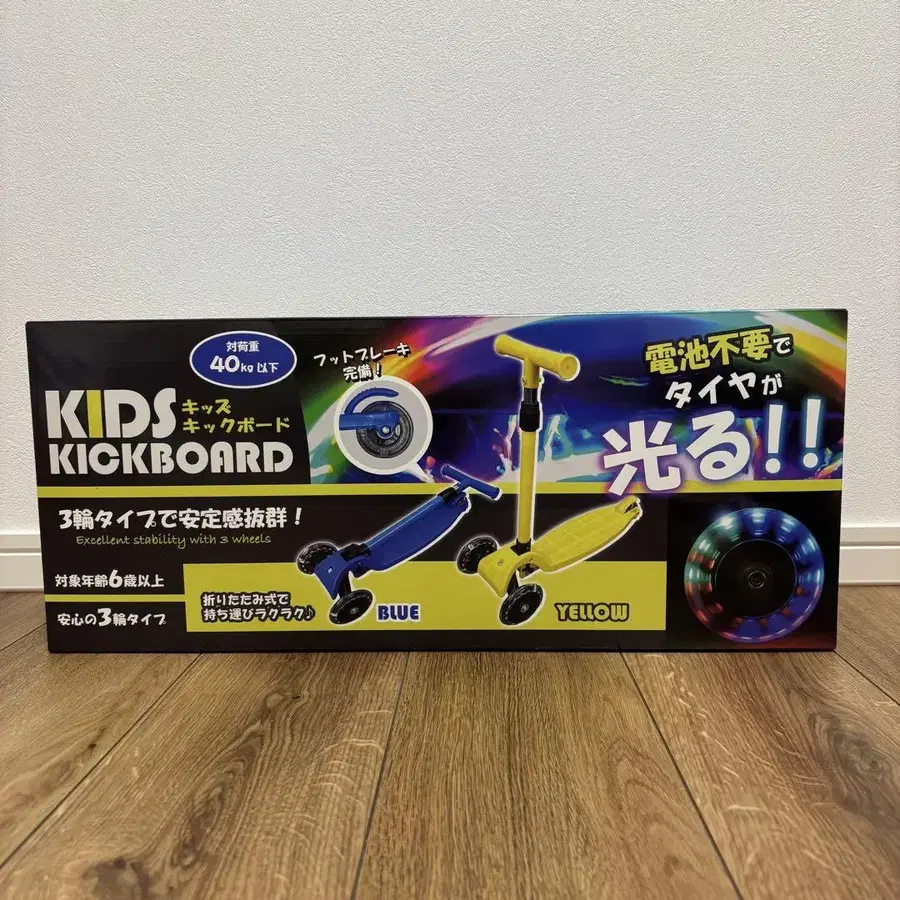 対荷重
40kg以下
KIDS
キッズ
キックボード
KICKBOARD
フットブレーキ
完備！
電池不要で
タイヤが
光る!!
3輪タイプで安定感抜群！
Excellent stability with 3 wheels
対象年齢6歳以上
安心の3輪タイプ
折りたたみ式で
持ち運びラクラク♪
BLUE
YELLOW